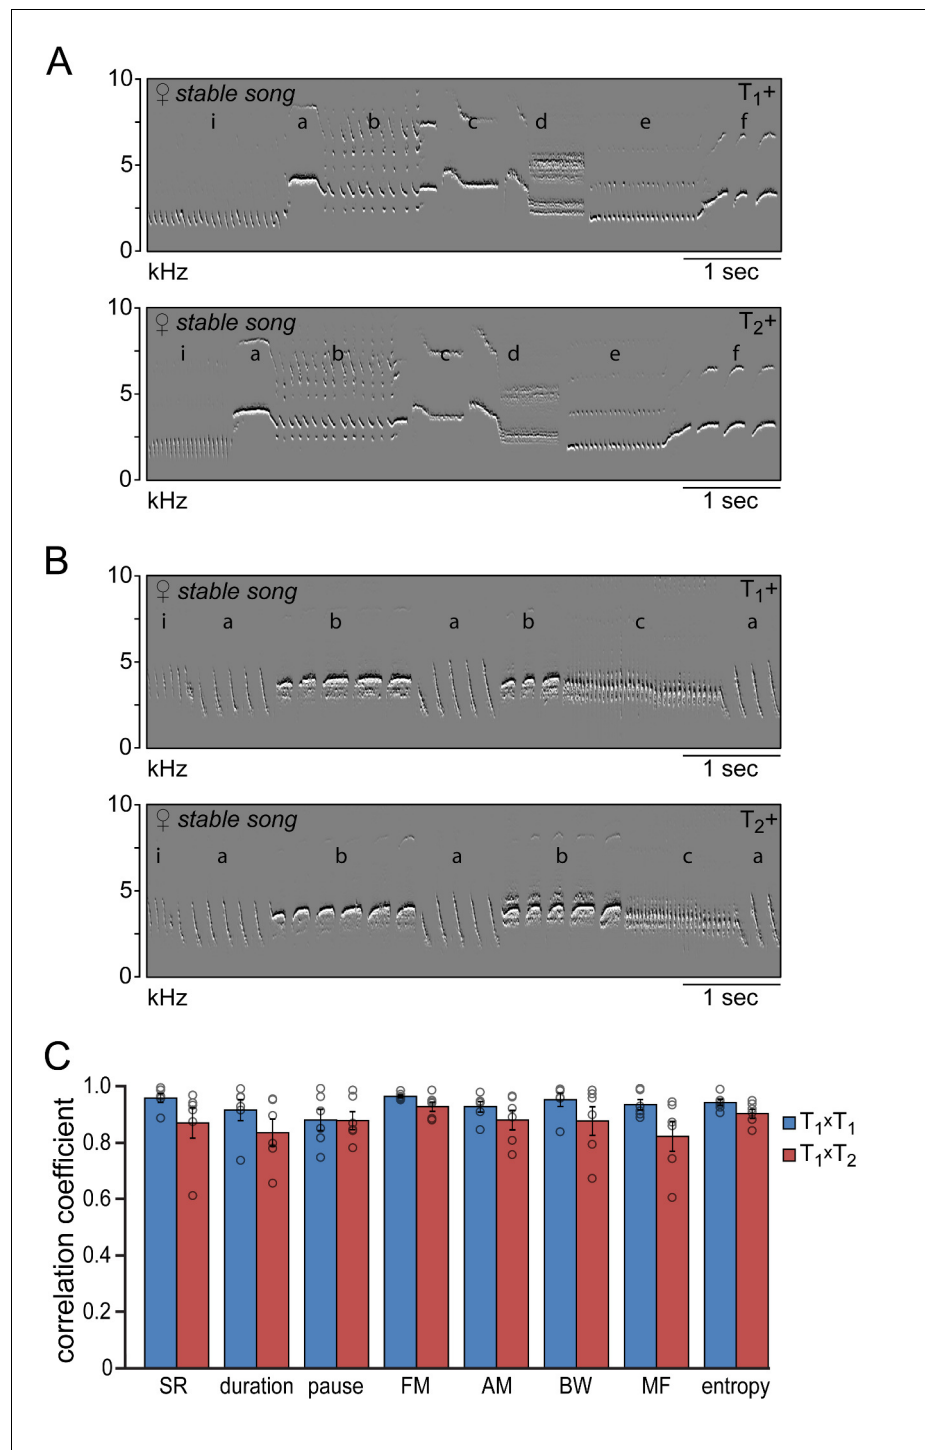 A
10
♀ stable song
T1+
i a b c d e f
5
0
kHz
1 sec
10
♀ stable song
T2+
i a b c d e f
5
0
kHz
1 sec
B
10
♀ stable song
T1+
i a b a b c a
5
0
kHz
1 sec
10
♀ stable song
T2+
i a b a b c a
5
0
kHz
1 sec
C
correlation coefficient
1.0
0.8
0.6
0.4
0.2
0
T1xT1
T1xT2
SR duration pause FM AM BW MF entropy